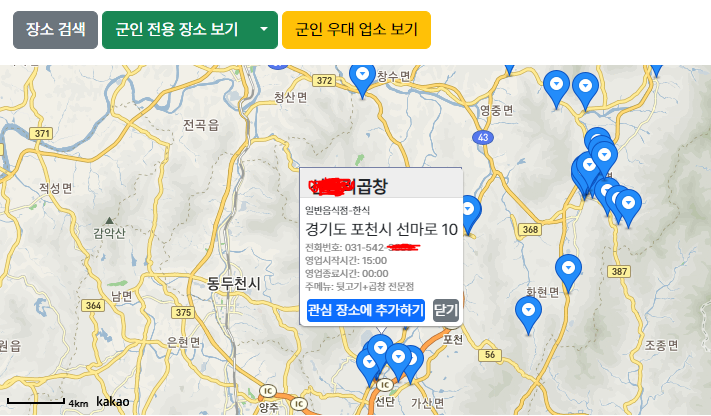 장소 검색
군인 전용 장소 보기
군인 우대 업소 보기
372
창수면
청산면
영중면
전곡읍
371
43
적성면
곱창
일반음식점-한식
경기도 포천시 선마로 10
전화번호: 031-542-
영업시작시간: 15:00
영업종료시간: 00:00
주메뉴: 뒷고기+곱창 전문점
관심 장소에 추가하기
닫기
368
감악산
387
동두천시
화현면
남면
364
375
은현면
포천
조종면
56
IC
IC
IC
선단
가산면
양주
4km
kakao